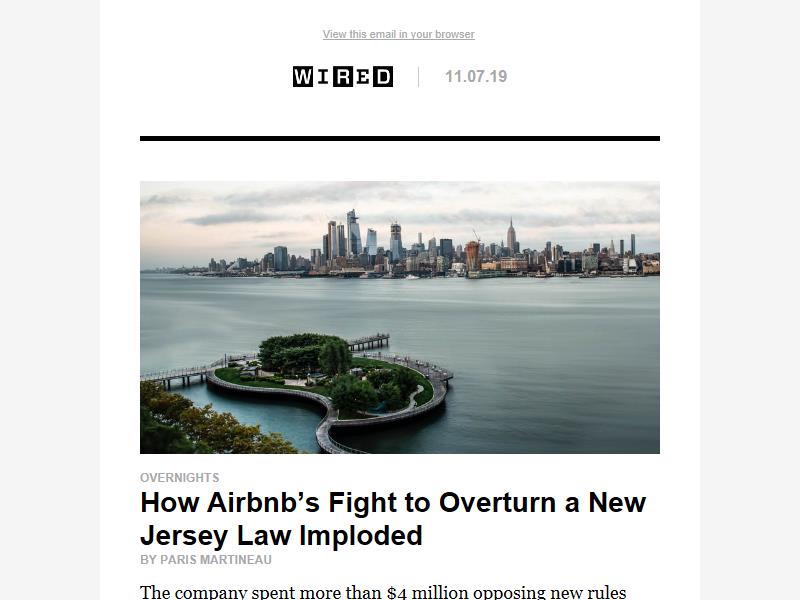 View this email in your browser
WIRED 11.07.19
OVERNIGHTS
How Airbnb’s Fight to Overturn a New
Jersey Law Imploded
BY PARIS MARTINEAU
The company spent more than $4 million opposing new rules